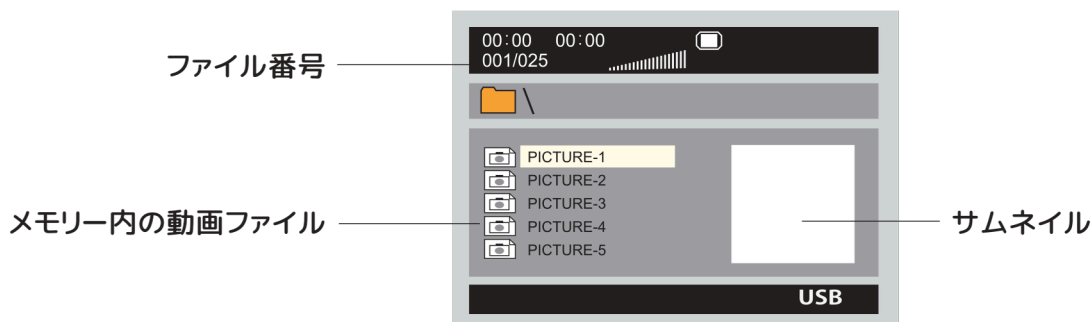 00:00 00:00
ファイル番号
001/025
\
PICTURE-1
PICTURE-2
PICTURE-3
メモリー内の動画ファイル
サムネイル
PICTURE-4
PICTURE-5
USB